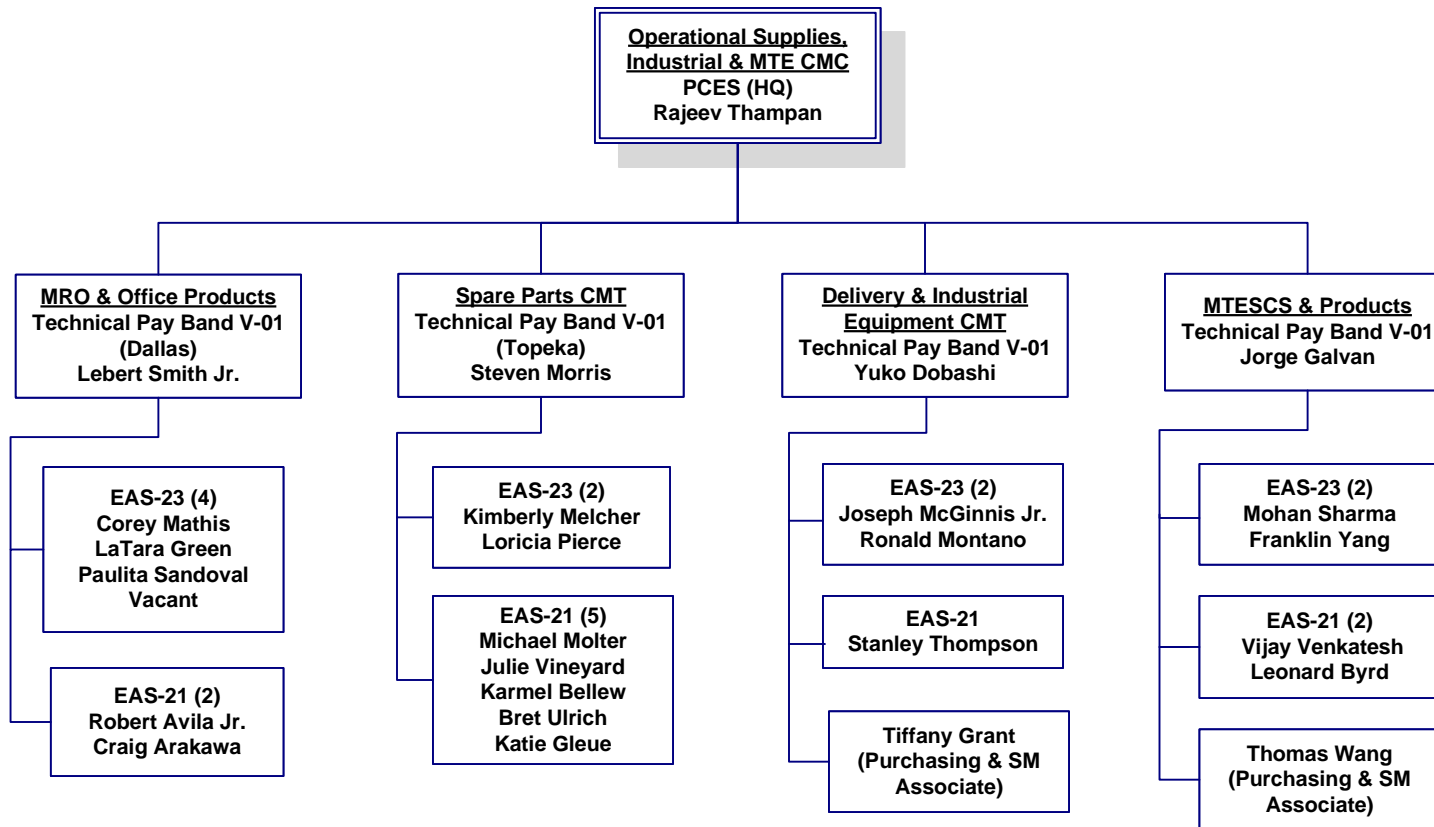 Operational Supplies,
Industrial & MTE CMC
PCES (HQ)
Rajeev Thampan
MRO & Office Products
Technical Pay Band V-01
(Dallas)
Lebert Smith Jr.
Spare Parts CMT
Technical Pay Band V-01
(Topeka)
Steven Morris
Delivery & Industrial
Equipment CMT
Technical Pay Band V-01
Yuko Dobashi
MTESCS & Products
Technical Pay Band V-01
Jorge Galvan
EAS-23 (4)
Corey Mathis
LaTara Green
Paulita Sandoval
Vacant
EAS-21 (2)
Robert Avila Jr.
Craig Arakawa
EAS-23 (2)
Kimberly Melcher
Loricia Pierce
EAS-21 (5)
Michael Molter
Julie Vineyard
Karmel Bellew
Bret Ulrich
Katie Gleue
EAS-23 (2)
Joseph McGinnis Jr.
Ronald Montano
EAS-21
Stanley Thompson
Tiffany Grant
(Purchasing & SM
Associate)
EAS-23 (2)
Mohan Sharma
Franklin Yang
EAS-21 (2)
Vijay Venkatesh
Leonard Byrd
Thomas Wang
(Purchasing & SM
Associate)